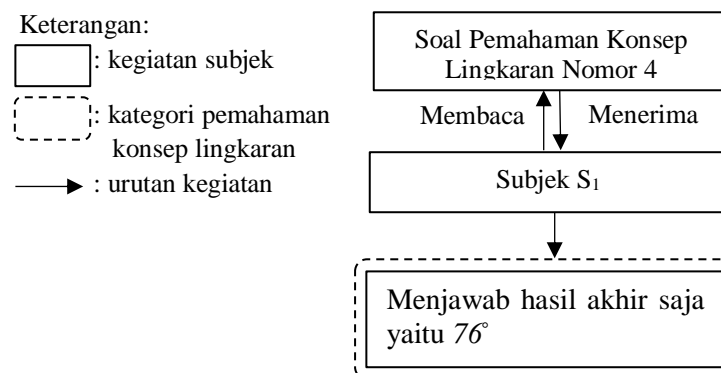 Keterangan:
: kegiatan subjek
: kategori pemahaman
konsep lingkaran
: urutan kegiatan
Soal Pemahaman Konsep
Lingkaran Nomor 4
Membaca
Menerima
Subjek S₁
Menjawab hasil akhir saja
yaitu 76°